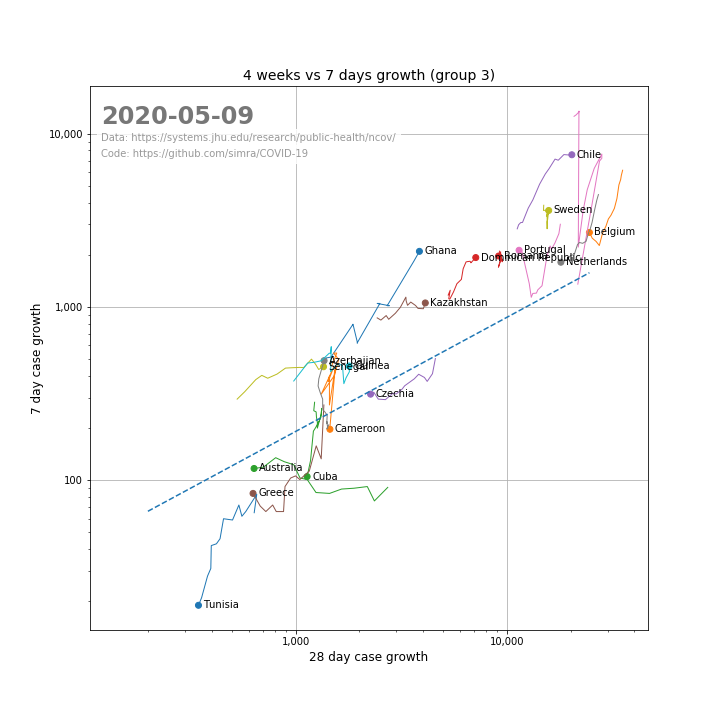 4 weeks vs 7 days growth (group 3)
2020-05-09
Data: https://systems.jhu.edu/research/public-health/ncov/
Code: https://github.com/simra/COVID-19
10,000
1,000
100
7 day case growth
Chile
Sweden
Belgium
Portugal
Ghana
Romania
Dominican Republic
Netherlands
Kazakhstan
Azerbaijan
Senegal
Guinea
Czechia
Cameroon
Australia
Cuba
Greece
Tunisia
1,000
10,000
28 day case growth